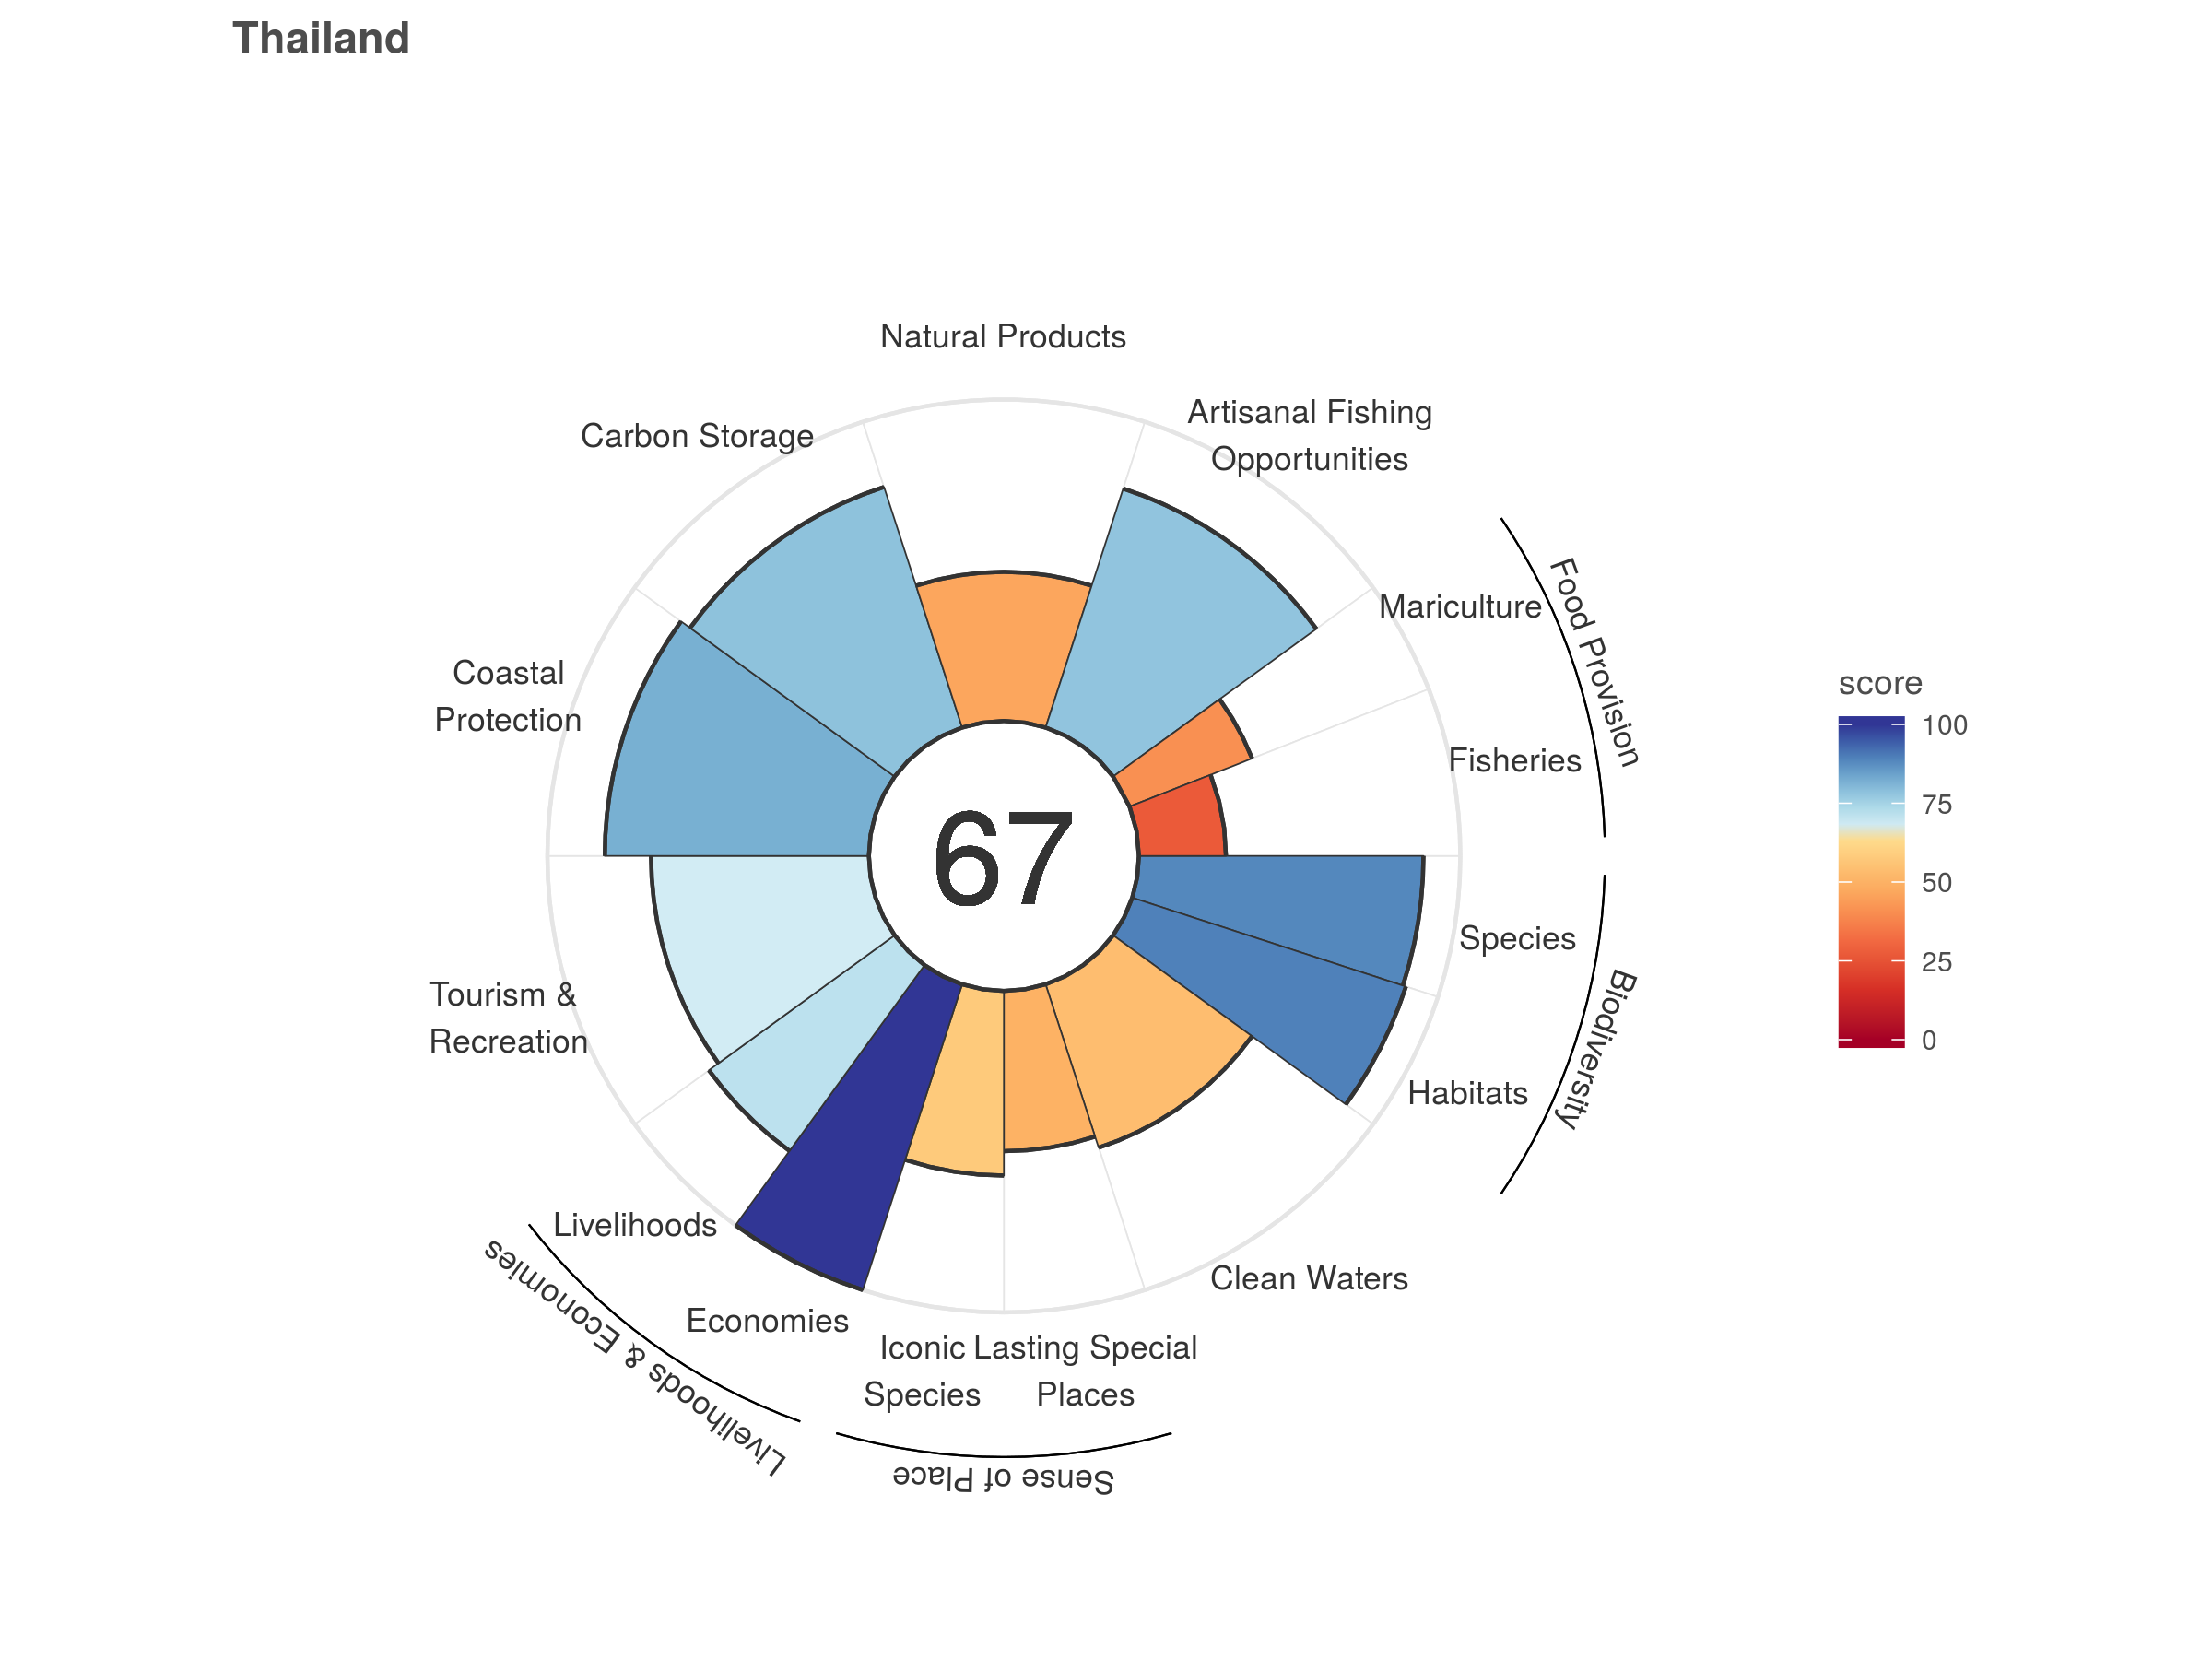 Thailand
Natural Products
Artisanal Fishing
Opportunities
Carbon Storage
Mariculture
Food Provision
Coastal
Protection
Fisheries
67
Species
Biodiversity
Tourism &
Recreation
Habitats
Livelihoods
Clean Waters
Economies
Livelihoods & Economies
Iconic
Species
Lasting Special
Places
Sense of Place
score
100
75
50
25
0